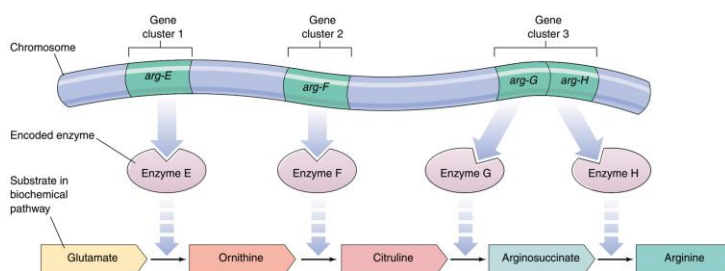 Gene
cluster 1
Gene
cluster 2
Gene
cluster 3
Chromosome
arg-E
arg-F
arg-G
arg-H
Encoded enzyme
Enzyme E
Enzyme F
Enzyme G
Enzyme H
Substrate in
biochemical
pathway
Glutamate
Ornithine
Citruline
Arginosuccinate
Arginine